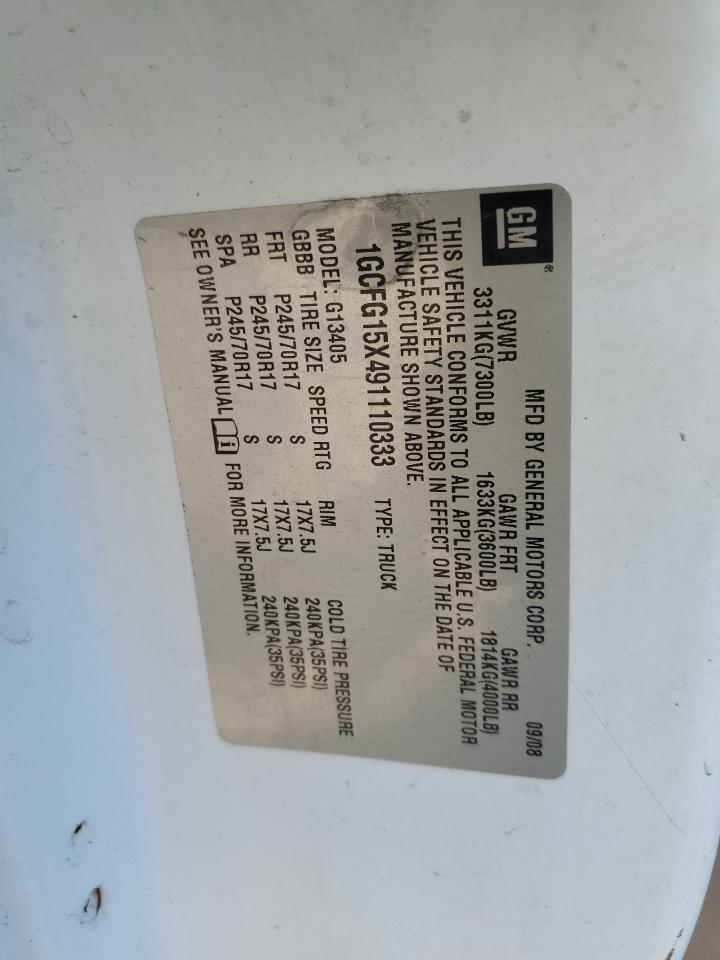 GM®
MFD BY GENERAL MOTORS CORP. 09/08
GVWR GAWR FRT GAWR RR
3311KG(7300LB) 1633KG(3600LB) 1814KG(4000LB)
THIS VEHICLE CONFORMS TO ALL APPLICABLE U.S. FEDERAL MOTOR
VEHICLE SAFETY STANDARDS IN EFFECT ON THE DATE OF
MANUFACTURE SHOWN ABOVE.
1GCFG15X491110333 TYPE: TRUCK
MODEL: G13405
GBBB TIRE SIZE SPEED RTG RIM COLD TIRE PRESSURE
FRT P245/70R17 S 17X7.5J 240KPA(35PSI)
RR P245/70R17 S 17X7.5J 240KPA(35PSI)
SPA P245/70R17 S 17X7.5J 240KPA(35PSI)
SEE OWNER'S MANUAL FOR MORE INFORMATION.